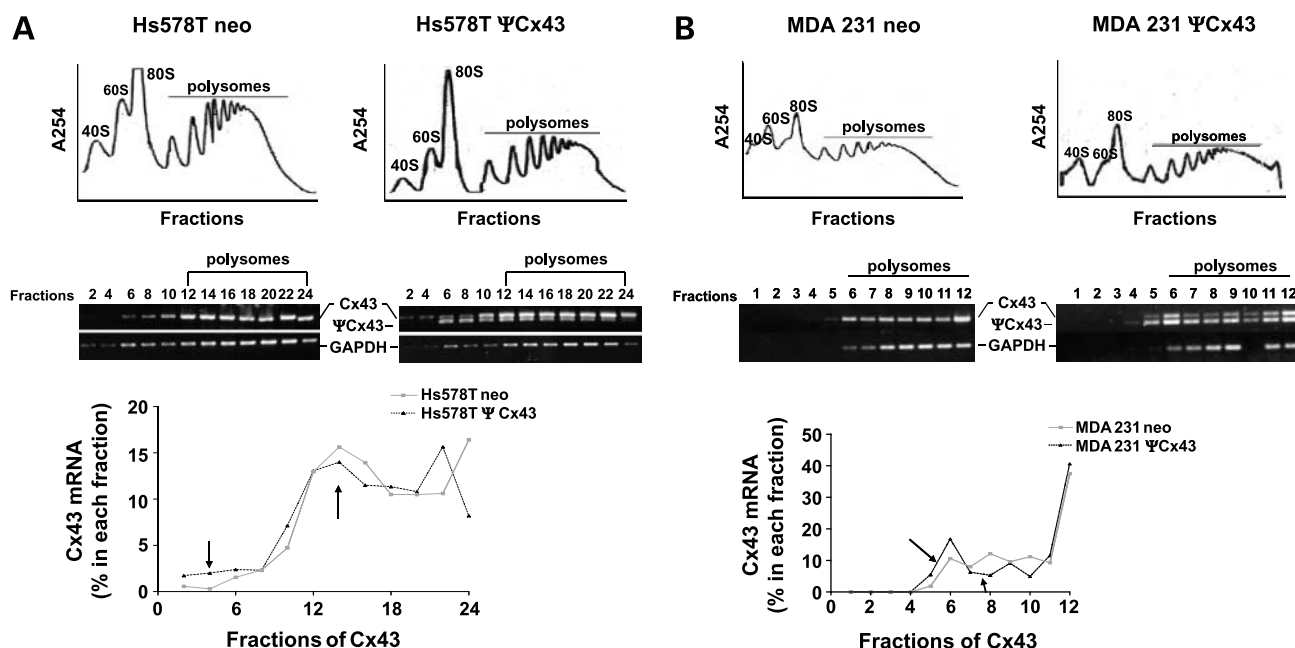 A
Hs578T neo
Hs578T ΨCx43
A254
40S
60S
80S
polysomes
Fractions
A254
40S
60S
80S
polysomes
Fractions
polysomes
Fractions 2 4 6 8 10 12 14 16 18 20 22 24
polysomes
2 4 6 8 10 12 14 16 18 20 22 24
Cx43
ΨCx43
GAPDH
Hs578T neo
Hs578T Ψ Cx43
Cx43 mRNA
(% in each fraction)
20
15
10
5
0
0 6 12 18 24
Fractions of Cx43
B
MDA 231 neo
MDA 231 ΨCx43
A254
40S
60S
80S
polysomes
Fractions
A254
40S
60S
80S
polysomes
Fractions
polysomes
Fractions 1 2 3 4 5 6 7 8 9 10 11 12
polysomes
1 2 3 4 5 6 7 8 9 10 11 12
Cx43
ΨCx43
GAPDH
MDA 231 neo
MDA 231 ΨCx43
Cx43 mRNA
(% in each fraction)
50
40
30
20
10
0
0 2 4 6 8 10 12
Fractions of Cx43